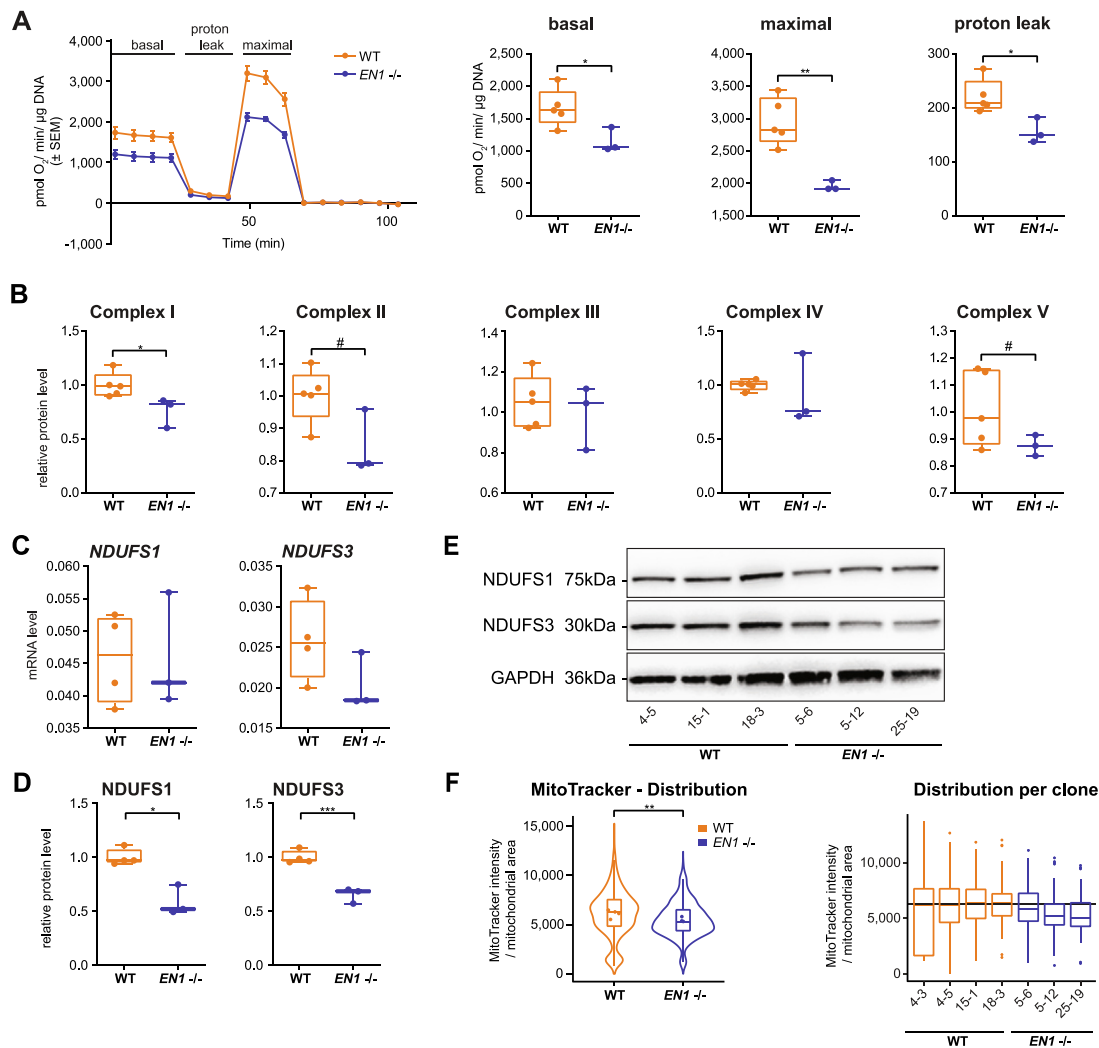 A
pmol O2/ min/ µg DNA
(± SEM)
4,000
3,000
2,000
1,000
0
-1,000
basal
proton
leak
maximal
WT
EN1 -/-
50
100
Time (min)
basal
pmol O2/ min/ µg DNA
2,500
2,000
1,500
1,000
500
0
*
WT
EN1-/-
maximal
3,500
3,000
2,500
2,000
1,500
4,000
**
WT
EN1-/-
proton leak
300
200
100
0
*
WT
EN1-/-
B
Complex I
relative protein level
1.5
1.0
0.5
0.0
*
WT
EN1 -/-
Complex II
1.2
1.1
1.0
0.9
0.8
0.7
#
WT
EN1 -/-
Complex III
1.4
1.2
1.0
0.8
0.6
WT
EN1 -/-
Complex IV
1.5
1.0
0.5
0.0
WT
EN1 -/-
Complex V
1.3
1.2
1.1
1.0
0.9
0.8
0.7
#
WT
EN1 -/-
C
NDUFS1
mRNA level
0.060
0.055
0.050
0.045
0.040
0.035
WT
EN1 -/-
NDUFS3
0.035
0.030
0.025
0.020
0.015
WT
EN1 -/-
D
NDUFS1
relative protein level
1.5
1.0
0.5
0.0
*
WT
EN1 -/-
NDUFS3
1.5
1.0
0.5
0.0
***
WT
EN1 -/-
E
NDUFS1 75kDa
NDUFS3 30kDa
GAPDH 36kDa
4-5
15-1
18-3
5-6
5-12
25-19
WT
EN1 -/-
F
MitoTracker - Distribution
MitoTracker intensity
/ mitochondrial area
15,000
10,000
5,000
0
**
WT
EN1 -/-
WT
EN1 -/-
Distribution per clone
MitoTracker intensity
/ mitochondrial area
10,000
5,000
0
4-3
4-5
15-1
18-3
5-6
5-12
25-19
WT
EN1 -/-